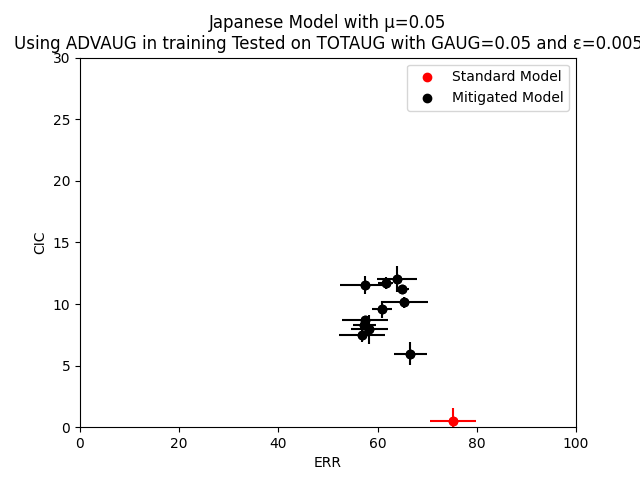 Japanese Model with μ=0.05
Using ADVAUG in training Tested on TOTAUG with GAUG=0.05 and ε=0.005
30
25
20
15
10
5
0
CIC
Standard Model
Mitigated Model
0 20 40 60 80 100
ERR